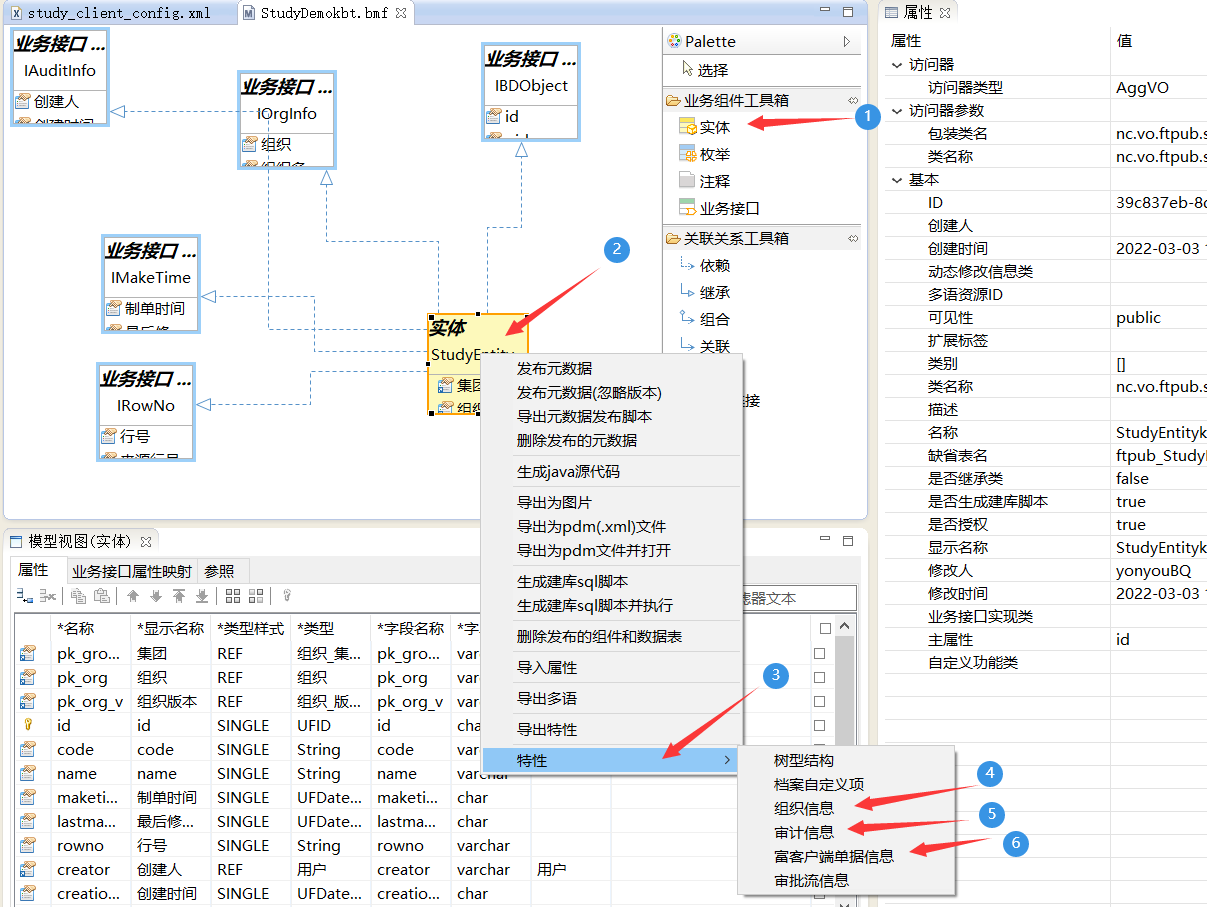 study_client_config.xml
StudyDemokbt.bmf
业务接口 ...
IAuditInfo
创建人
创建时间
业务接口 ...
IOrgInfo
组织
业务接口 ...
IBDObject
id
业务接口 ...
IMakeTime
制单时间
业务接口 ...
IRowNo
行号
来源行号
实体
StudyEntity
集团
组织
Palette
选择
业务组件工具箱
实体
枚举
注释
业务接口
关联关系工具箱
依赖
继承
组合
关联
接
1
2
发布元数据
发布元数据(忽略版本)
导出元数据发布脚本
删除发布的元数据
生成java源代码
导出为图片
导出为pdm(.xml)文件
导出为pdm文件并打开
生成建库sql脚本
生成建库sql脚本并执行
删除发布的组件和数据表
导入属性
导出多语
导出特性
特性
3
树型结构
档案自定义项
组织信息
审计信息
富客户端单据信息
审批流信息
4
5
6
模型视图(实体)
属性 业务接口属性映射 参照
滤器文本
*名称 *显示名称 *类型样式 *类型 *字段名称 *字
pk_gro... 集团 REF 组织_集... pk_gro... var
pk_org 组织 REF 组织 pk_org var
pk_org_v 组织版本 REF 组织_版... pk_org_v var
id id SINGLE UFID id cha
code code SINGLE String code var
name name SINGLE String name varchar
maketi... 制单时间 SINGLE UFDate... maketi... char
lastma... 最后修... SINGLE UFDate... lastma... char
rowno 行号 SINGLE String rowno varchar
creator 创建人 REF 用户 creator varchar 用户
creatio... 创建时间 SINGLE UFDate... creatio... char
属性
属性 值
访问器
访问器类型 AggVO
访问器参数
包装类名 nc.vo.ftpub.s
类名称 nc.vo.ftpub.s
基本
ID 39c837eb-8
创建人
创建时间 2022-03-03
动态修改信息类
多语资源ID
可见性 public
扩展标签
类别 []
类名称 nc.vo.ftpub.s
描述
名称 StudyEntityk
缺省表名 ftpub_Study
是否继承类 false
是否生成建库脚本 true
是否授权 true
显示名称 StudyEntityk
修改人 yonyouBQ
修改时间 2022-03-03
业务接口实现类
主属性 id
自定义功能类